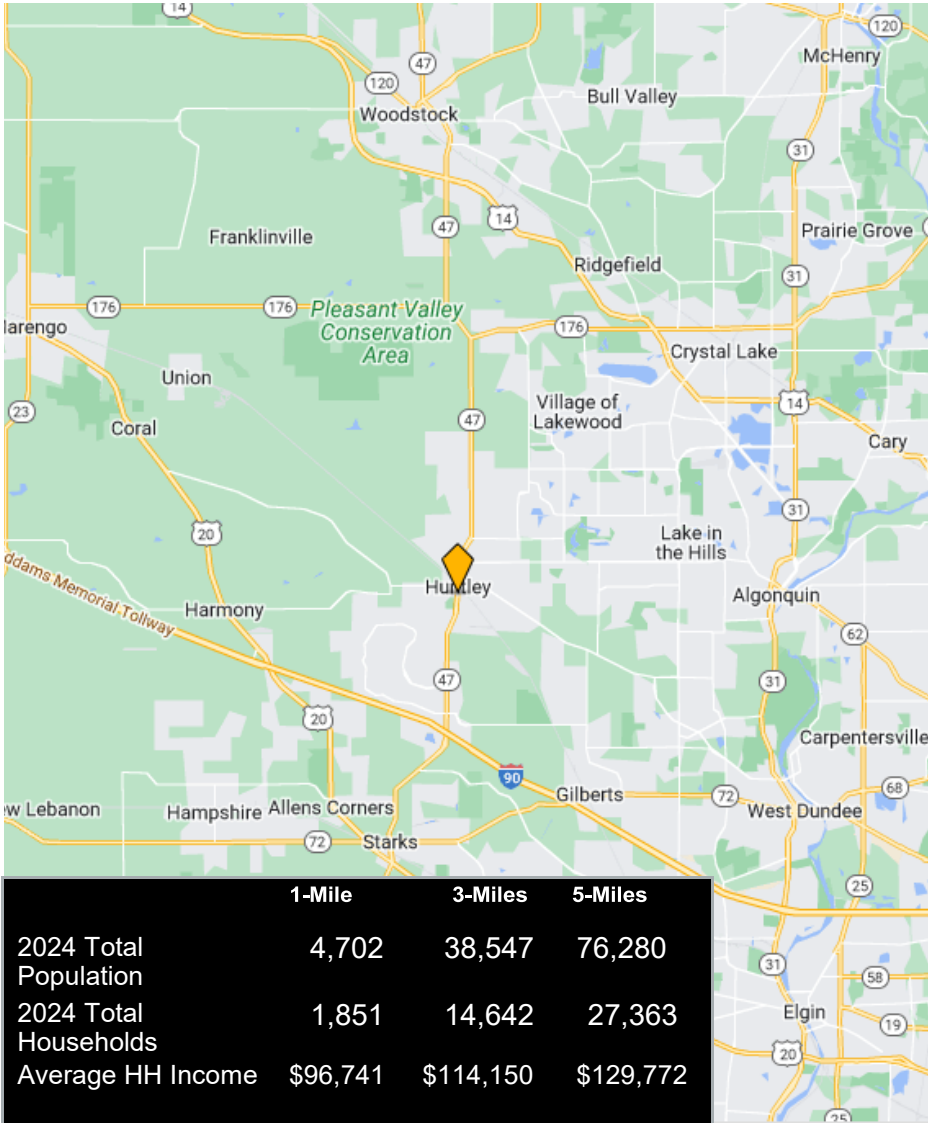 14
120
McHenry
47
120
Bull Valley
Woodstock
31
14
47
Franklinville
Prairie Grove
Ridgefield
31
176
176
Pleasant Valley
Conservation
Area
176
larengo
Crystal Lake
Union
Village of
Lakewood
14
23
47
Coral
Cary
31
20
Lake in
the Hills
ddams Memorial Tollway
Huntley
Algonquin
Harmony
62
47
31
20
Carpentersville
90
Gilberts
72
68
ew Lebanon
Hampshire
Allens Corners
West Dundee
72
Starks
25
1-Mile 3-Miles 5-Miles
2024 Total
Population 4,702 38,547 76,280
2024 Total
Households 1,851 14,642 27,363
Average HH Income $96,741 $114,150 $129,772
31
58
Elgin
19
20
25